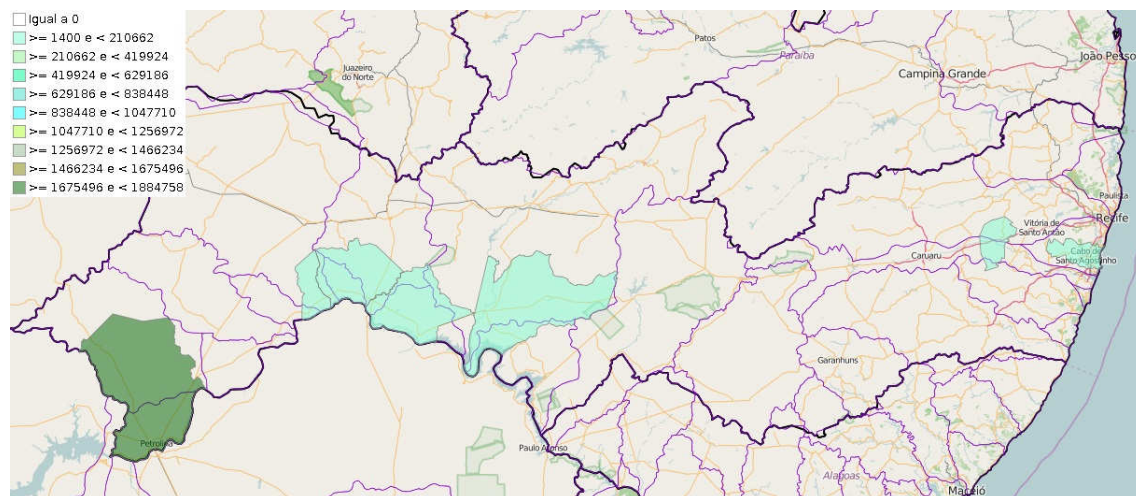 Igual a 0
>= 1400 e < 210662
>= 210662 e < 419924
>= 419924 e < 629186
>= 629186 e < 838448
>= 838448 e < 1047710
>= 1047710 e < 1256972
>= 1256972 e < 1466234
>= 1466234 e < 1675496
>= 1675496 e < 1884758
Patos
Paraíba
João Pesso
Juazeiro
do Norte
Campina Grande
Paulista
Recife
Vitória de
Santo Antão
Caruaru
Cabo de
Santo Agostinho
Garanhuns
Petrolina
Paulo Afonso
Alagoas
Maceió